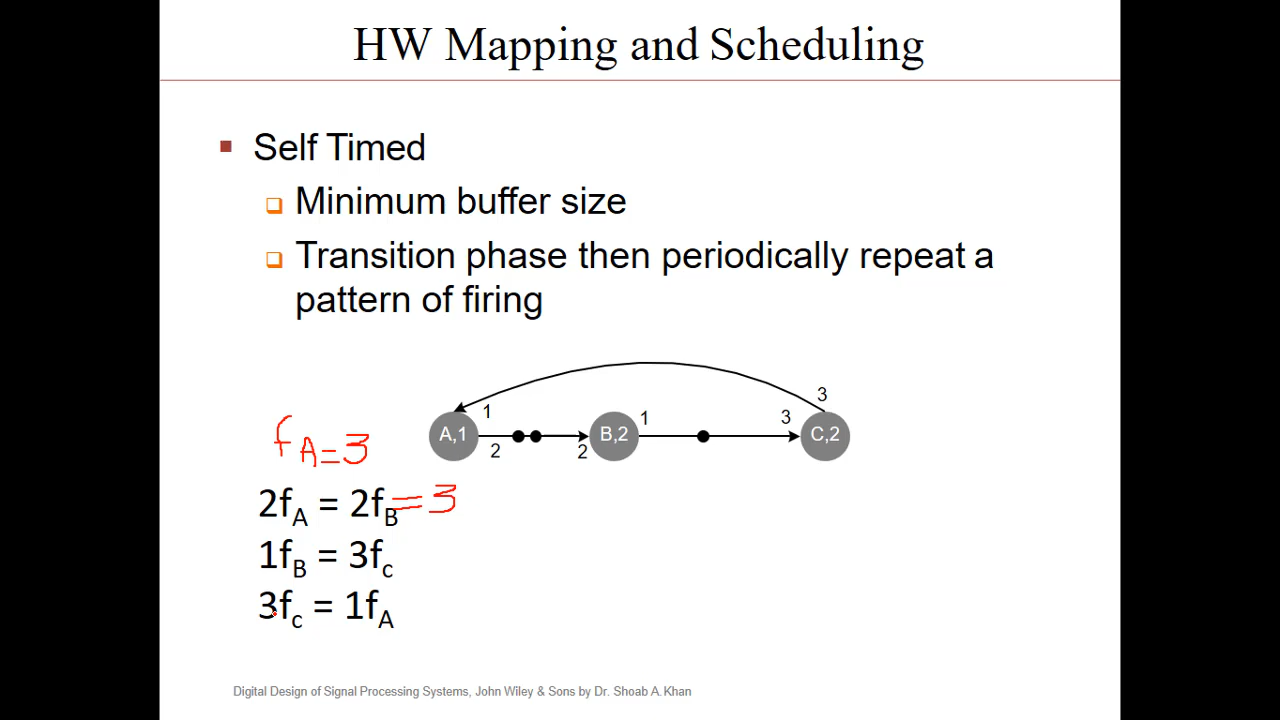 HW Mapping and Scheduling
Self Timed
Minimum buffer size
Transition phase then periodically repeat a
pattern of firing
3
1
A,1
2
2
B,2
1
3
C,2
fA=3
2fA = 2fB=3
1fB = 3fc
3fc = 1fA
Digital Design of Signal Processing Systems, John Wiley & Sons by Dr. Shoab A. Khan